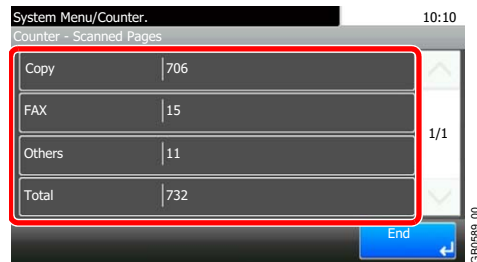 System Menu/Counter. 10:10
Counter - Scanned Pages
Copy 706
FAX 15
1/1
Others 11
Total 732
End
GB0589_00